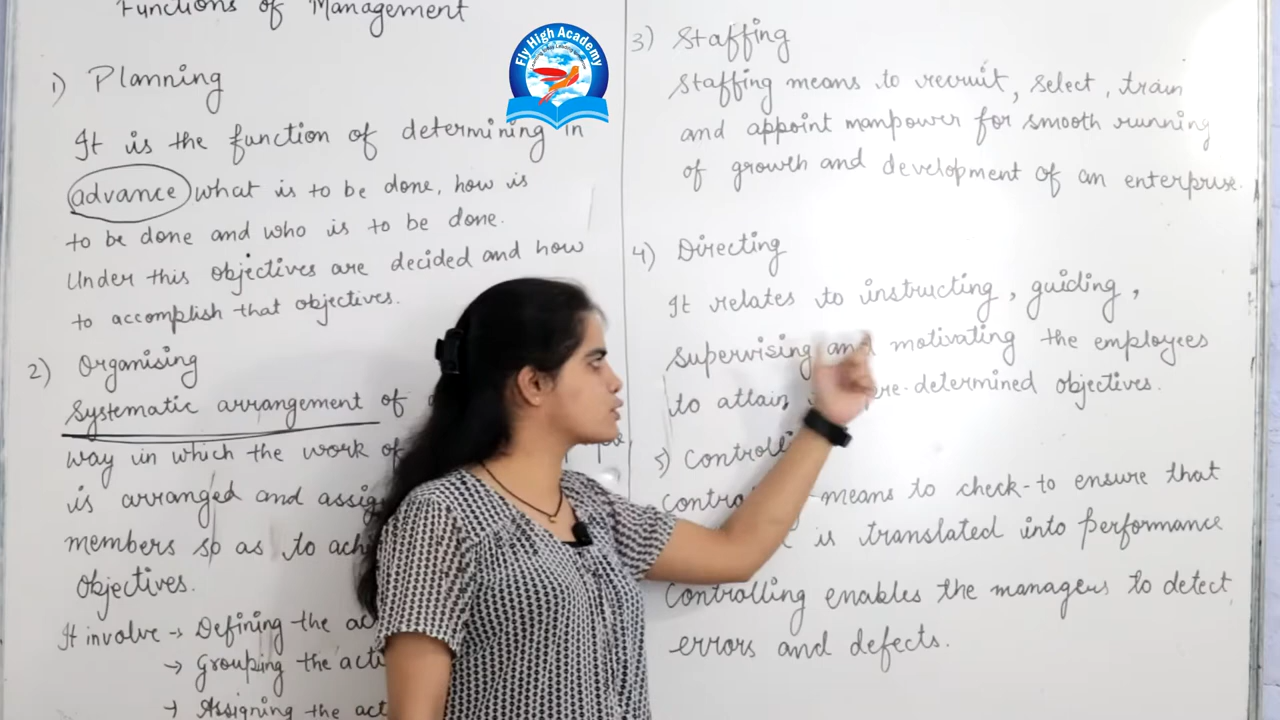 Functions of Management
1) Planning
It is the function of determining in
advance what is to be done, how is
to be done and who is to be done.
Under this objectives are decided and how
to accomplish that objectives.
2) Organising
Systematic arrangement of
way in which the work of
is arranged and
members so as to
Objectives.
It involve → Defining the
→ Grouping the
→ Assigning the
Fly High Academy
3) Staffing
Staffing means to recruit, select, train
and appoint manpower for smooth running
of growth and development of an enterprise.
4) Directing
It relates to instructing, guiding,
Supervising and motivating the employees
to attain pre-determined objectives.
5)
means to check-to ensure that
is translated into performance
Controlling enables the managers to detect
errors and defects.